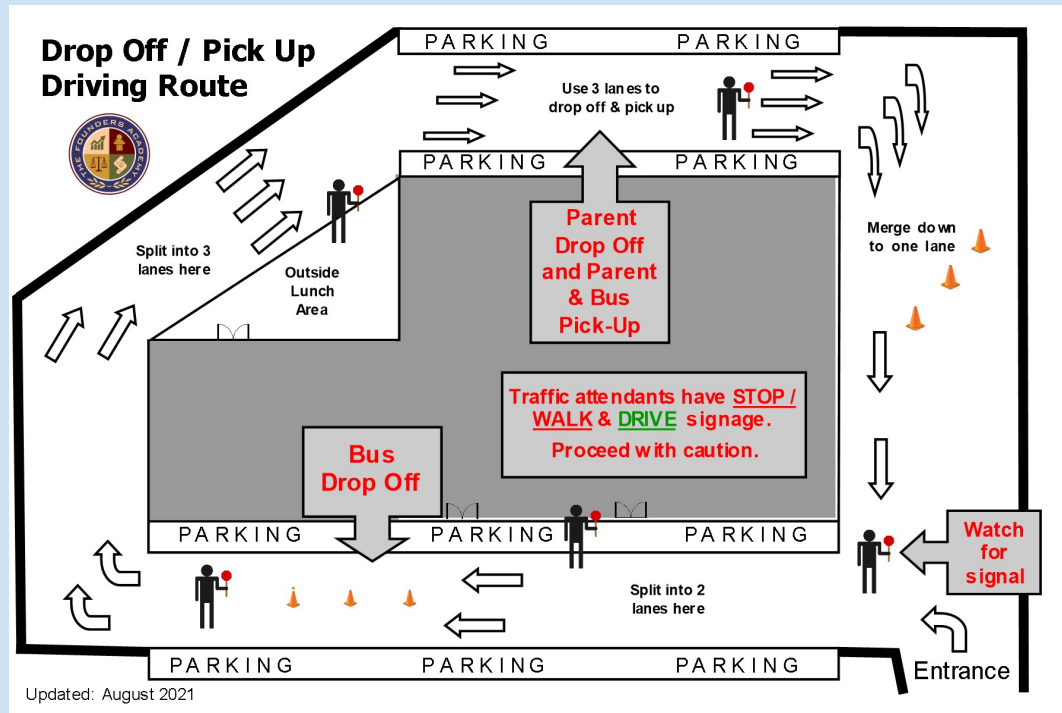 Drop Off / Pick Up
Driving Route
THE FOUNDERS ACADEMY
PARKING PARKING
Use 3 lanes to
drop off & pick up
PARKING PARKING
Split into 3
lanes here
Outside
Lunch
Area
Parent
Drop Off
and Parent
& Bus
Pick-Up
Merge down
to one lane
Traffic attendants have STOP /
WALK & DRIVE signage.
Proceed with caution.
Bus
Drop Off
PARKING PARKING PARKING
Watch
for
signal
Split into 2
lanes here
PARKING PARKING PARKING
Entrance
Updated: August 2021